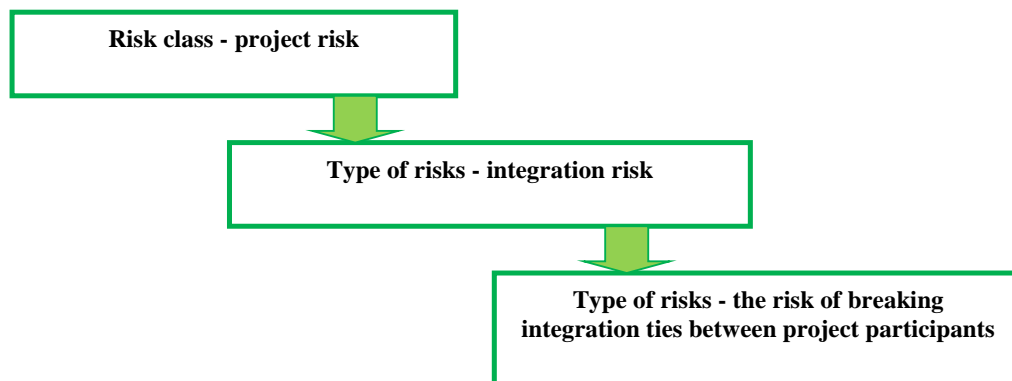 Risk class - project risk
Type of risks - integration risk
Type of risks - the risk of breaking
integration ties between project participants